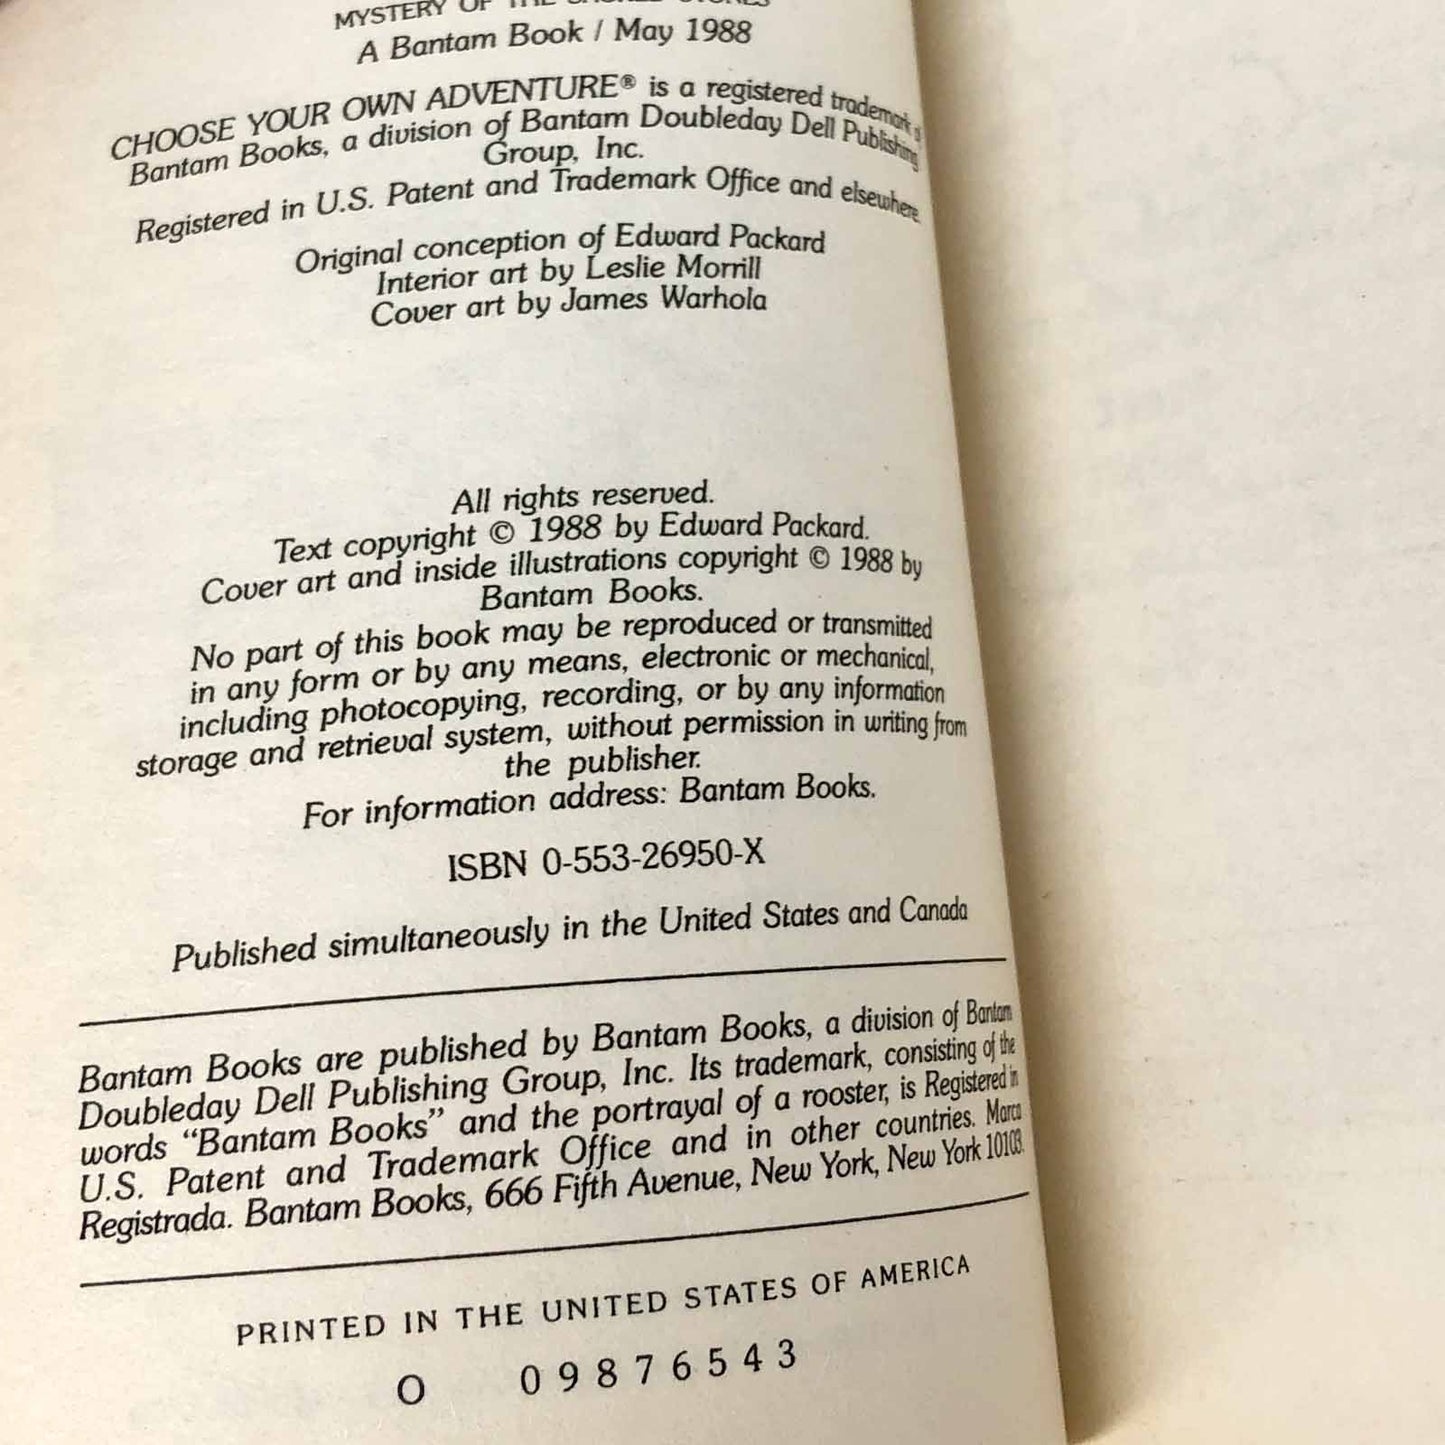 MYSTERY OF THE SACRED STONES
A Bantam Book / May 1988
CHOOSE YOUR OWN ADVENTURE® is a registered trademark of
Bantam Books, a division of Bantam Doubleday Dell Publishing
Group, Inc.
Registered in U.S. Patent and Trademark Office and elsewhere.
Original conception of Edward Packard
Interior art by Leslie Morrill
Cover art by James Warhola
All rights reserved.
Text copyright © 1988 by Edward Packard.
Cover art and inside illustrations copyright © 1988 by
Bantam Books.
No part of this book may be reproduced or transmitted
in any form or by any means, electronic or mechanical,
including photocopying, recording, or by any information
storage and retrieval system, without permission in writing from
the publisher.
For information address: Bantam Books.
ISBN 0-553-26950-X
Published simultaneously in the United States and Canada
Bantam Books are published by Bantam Books, a division of Bantam
Doubleday Dell Publishing Group, Inc. Its trademark, consisting of the
words “Bantam Books” and the portrayal of a rooster, is Registered in
U.S. Patent and Trademark Office and in other countries. Marca
Registrada. Bantam Books, 666 Fifth Avenue, New York, New York 10103.
PRINTED IN THE UNITED STATES OF AMERICA
O 0 9 8 7 6 5 4 3